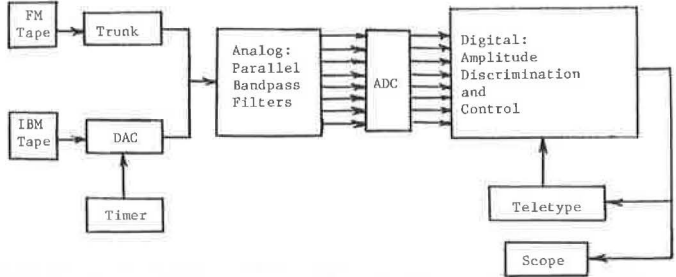 FM
Tape
Trunk
Analog:
Parallel
Bandpass
Filters
ADC
Digital:
Amplitude
Discrimination
and
Control
IBM
Tape
DAC
Timer
Teletype
Scope